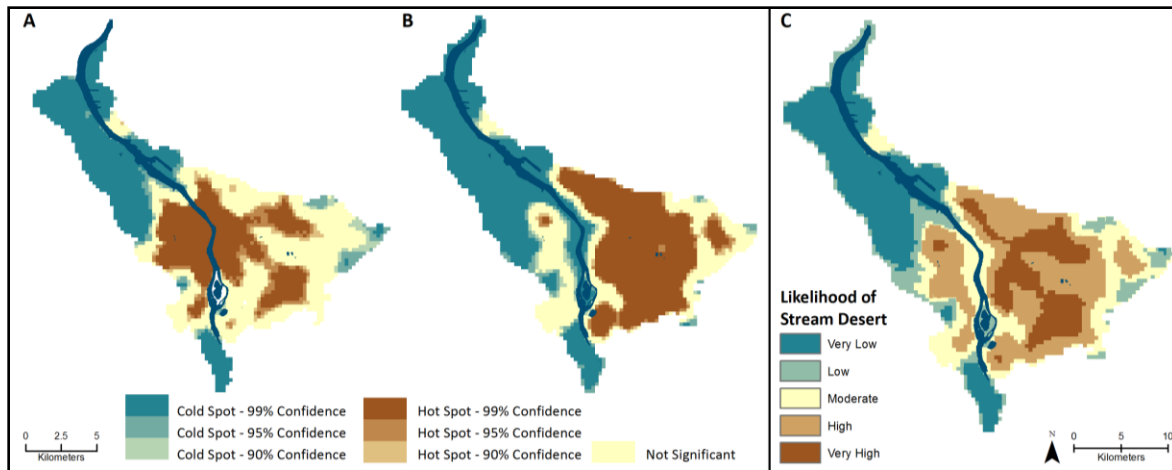 A
B
C
Cold Spot - 99% Confidence
Cold Spot - 95% Confidence
Cold Spot - 90% Confidence
Hot Spot - 99% Confidence
Hot Spot - 95% Confidence
Hot Spot - 90% Confidence
Not Significant
0 2.5 5
Kilometers
Likelihood of
Stream Desert
Very Low
Low
Moderate
High
Very High
N
0 5 10
Kilometers